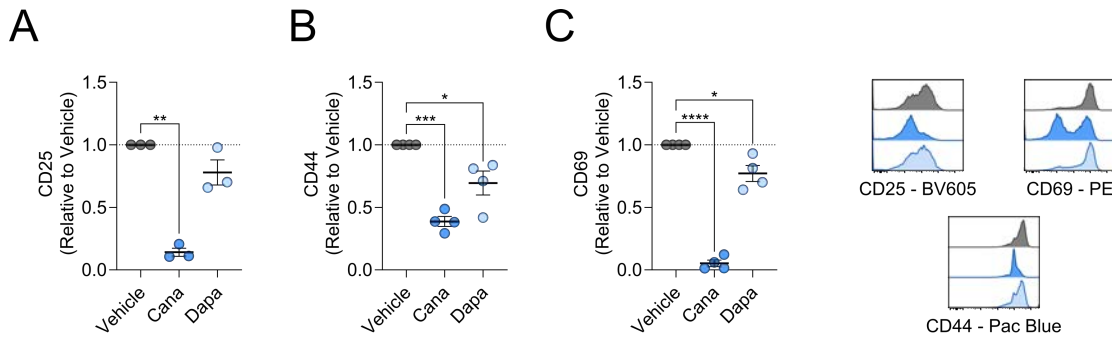 A
CD25
(Relative to Vehicle)
1.5
1.0
0.5
0.0
**
Vehicle
Cana
Dapa
B
CD44
(Relative to Vehicle)
1.5
1.0
0.5
0.0
*
***
Vehicle
Cana
Dapa
C
CD69
(Relative to Vehicle)
1.5
1.0
0.5
0.0
*
****
Vehicle
Cana
Dapa
CD25 - BV605
CD69 - PE
CD44 - Pac Blue